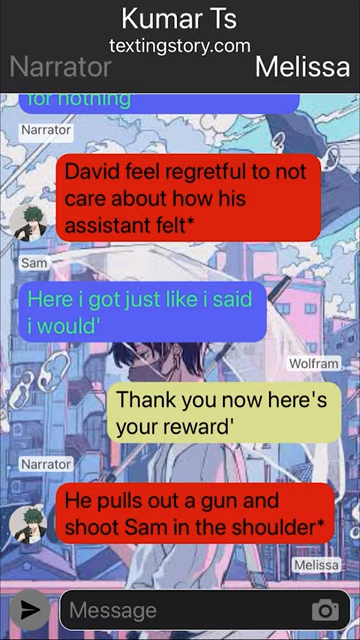 Kumar Ts
textingstory.com
Narrator
Melissa
for nothing
Narrator
David feel regretful to not
care about how his
assistant felt*
Sam
Here i got just like i said
i would'
Wolfram
Thank you now here's
your reward'
Narrator
He pulls out a gun and
shoot Sam in the shoulder*
Melissa
Message